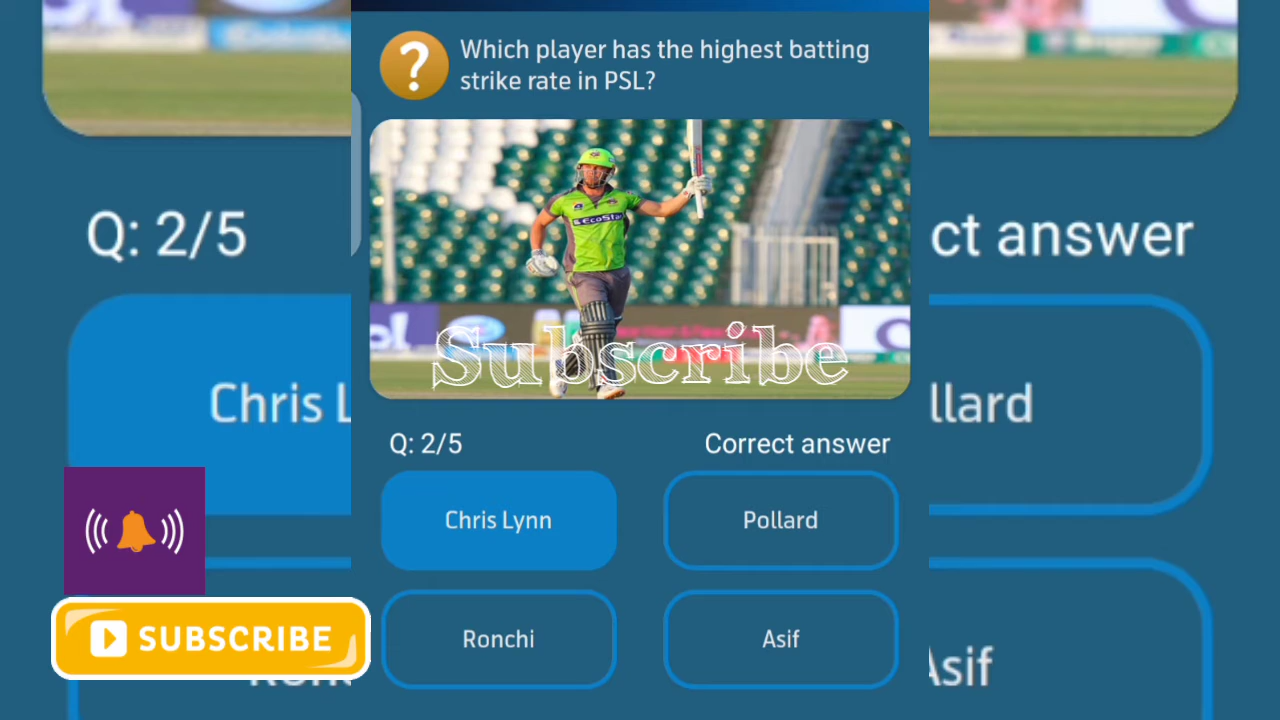 Which player has the highest batting
strike rate in PSL?
EcoStar
Subscribe
Q: 2/5
Correct answer
Chris Lynn
Pollard
Ronchi
Asif
Q: 2/5
ct answer
Chris L
llard
SUBSCRIBE
Asif